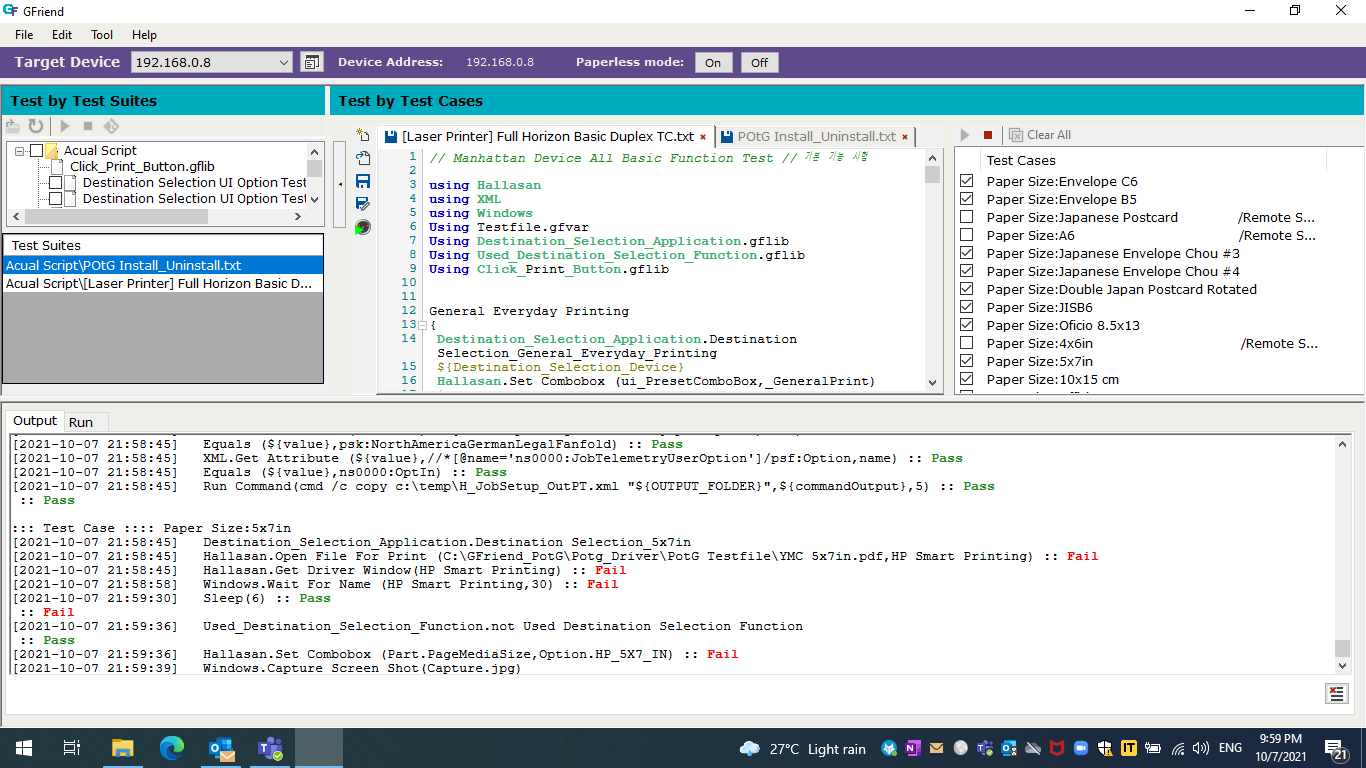 GFriend
File Edit Tool Help
Target Device 192.168.0.8 Device Address: 192.168.0.8 Paperless mode: On Off
Test by Test Suites
Test by Test Cases
Acual Script
Click_Print_Button.gflib
Destination Selection UI Option Test
Destination Selection UI Option Test
Test Suites
Acual Script\POtG Install_Uninstall.txt
Acual Script\[Laser Printer] Full Horizon Basic D...
[Laser Printer] Full Horizon Basic Duplex TC.txt × POtG Install_Uninstall.txt ×
1 // Manhattan Device All Basic Function Test // 기본 기능 시험
2
3 using Hallasan
4 using XML
5 using Windows
6 Using Testfile.gfvar
7 Using Destination_Selection_Application.gflib
8 Using Used_Destination_Selection_Function.gflib
9 Using Click_Print_Button.gflib
10
11
12 General Everyday Printing
13 {
14 Destination_Selection_Application.Destination
Selection_General_Everyday_Printing
15 ${Destination_Selection_Device}
16 Hallasan.Set Combobox (ui_PresetComboBox,_GeneralPrint)
Clear All
Test Cases
Paper Size:Envelope C6
Paper Size:Envelope B5
Paper Size:Japanese Postcard /Remote S...
Paper Size:A6 /Remote S...
Paper Size:Japanese Envelope Chou #3
Paper Size:Japanese Envelope Chou #4
Paper Size:Double Japan Postcard Rotated
Paper Size:JISB6
Paper Size:Oficio 8.5x13
Paper Size:4x6in /Remote S...
Paper Size:5x7in
Paper Size:10x15 cm
Output Run
[2021-10-07 21:58:45] Equals (${value},psk:NorthAmericaGermanLegalFanfold) :: Pass
[2021-10-07 21:58:45] XML.Get Attribute (${value},//*[@name='ns0000:JobTelemetryUserOption']/psf:Option,name) :: Pass
[2021-10-07 21:58:45] Equals (${value},ns0000:OptIn) :: Pass
[2021-10-07 21:58:45] Run Command(cmd /c copy c:\temp\H_JobSetup_OutPT.xml "${OUTPUT_FOLDER}",${commandOutput},5) :: Pass
:: Pass
::: Test Case :::: Paper Size:5x7in
[2021-10-07 21:58:45] Destination_Selection_Application.Destination Selection_5x7in
[2021-10-07 21:58:45] Hallasan.Open File For Print (C:\GFriend_PotG\Potg_Driver\PotG Testfile\YMC 5x7in.pdf,HP Smart Printing) :: Fail
[2021-10-07 21:58:45] Hallasan.Get Driver Window(HP Smart Printing) :: Fail
[2021-10-07 21:58:58] Windows.Wait For Name (HP Smart Printing,30) :: Fail
[2021-10-07 21:59:30] Sleep(6) :: Pass
:: Fail
[2021-10-07 21:59:36] Used_Destination_Selection_Function.not Used Destination Selection Function
:: Pass
[2021-10-07 21:59:36] Hallasan.Set Combobox (Part.PageMediaSize,Option.HP_5X7_IN) :: Fail
[2021-10-07 21:59:39] Windows.Capture Screen Shot(Capture.jpg)
27°C Light rain ENG 9:59 PM
10/7/2021
21